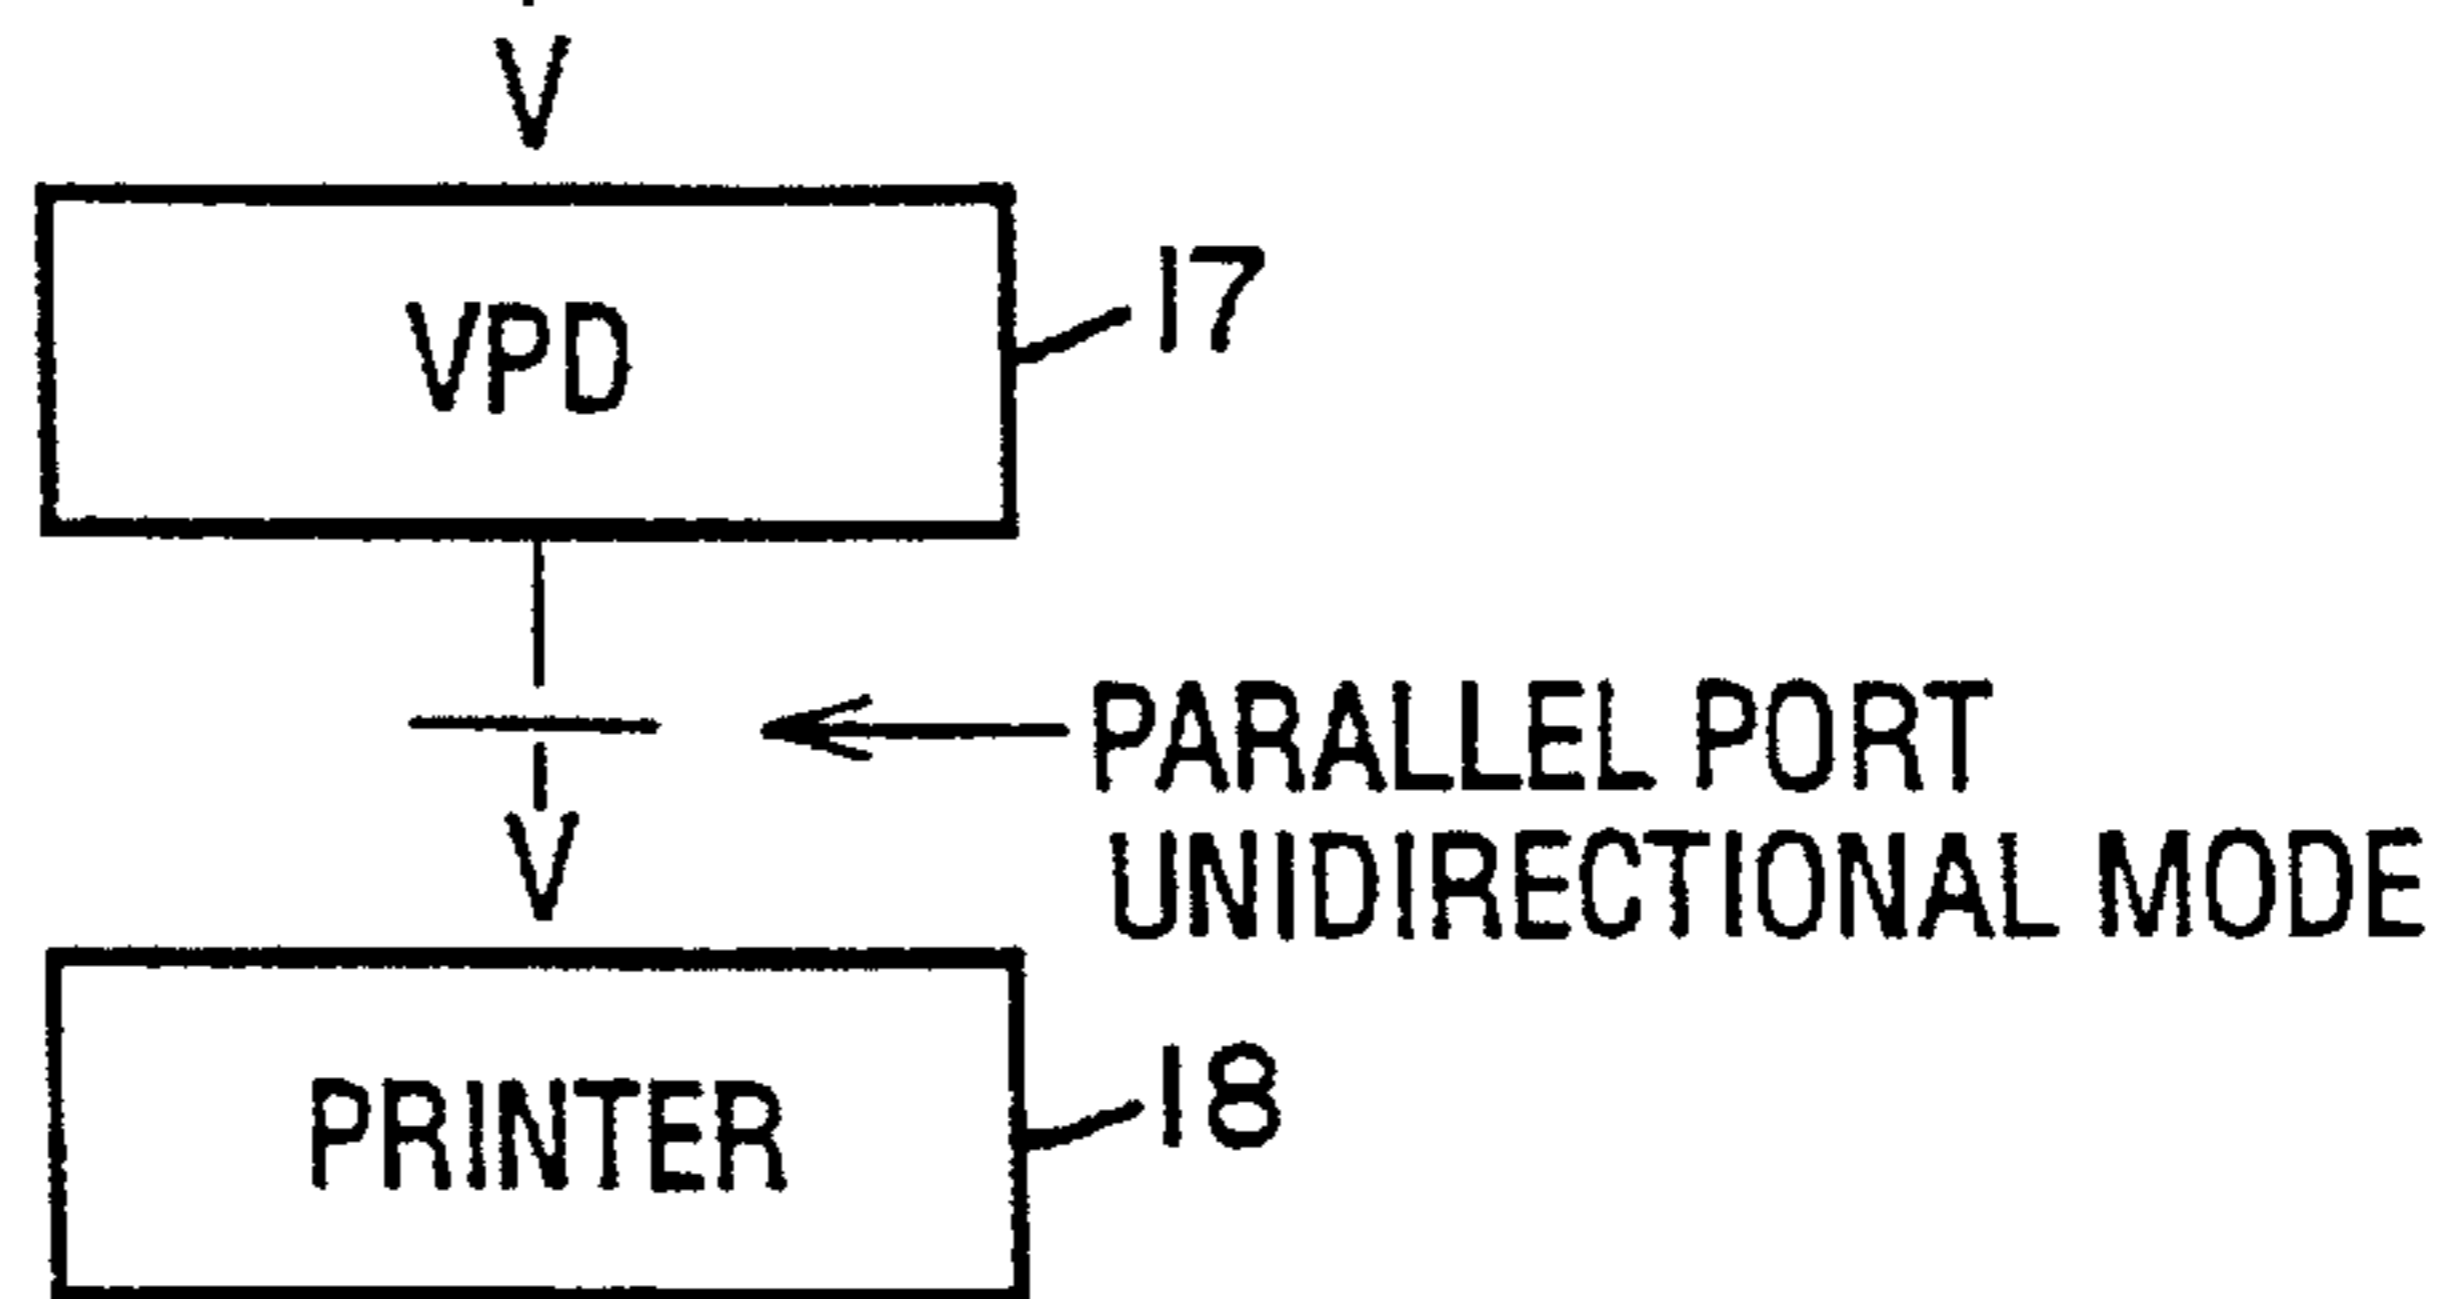 VPD
17
PARALLEL PORT
UNIDIRECTIONAL MODE
PRINTER
18